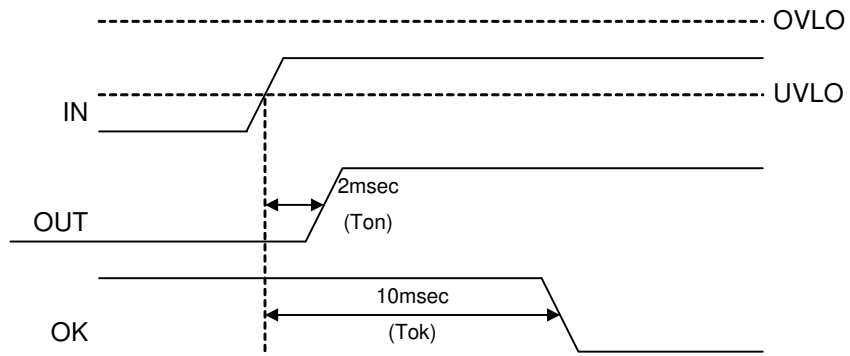 OVLO
UVLO
IN
2msec
(Ton)
OUT
10msec
(Tok)
OK